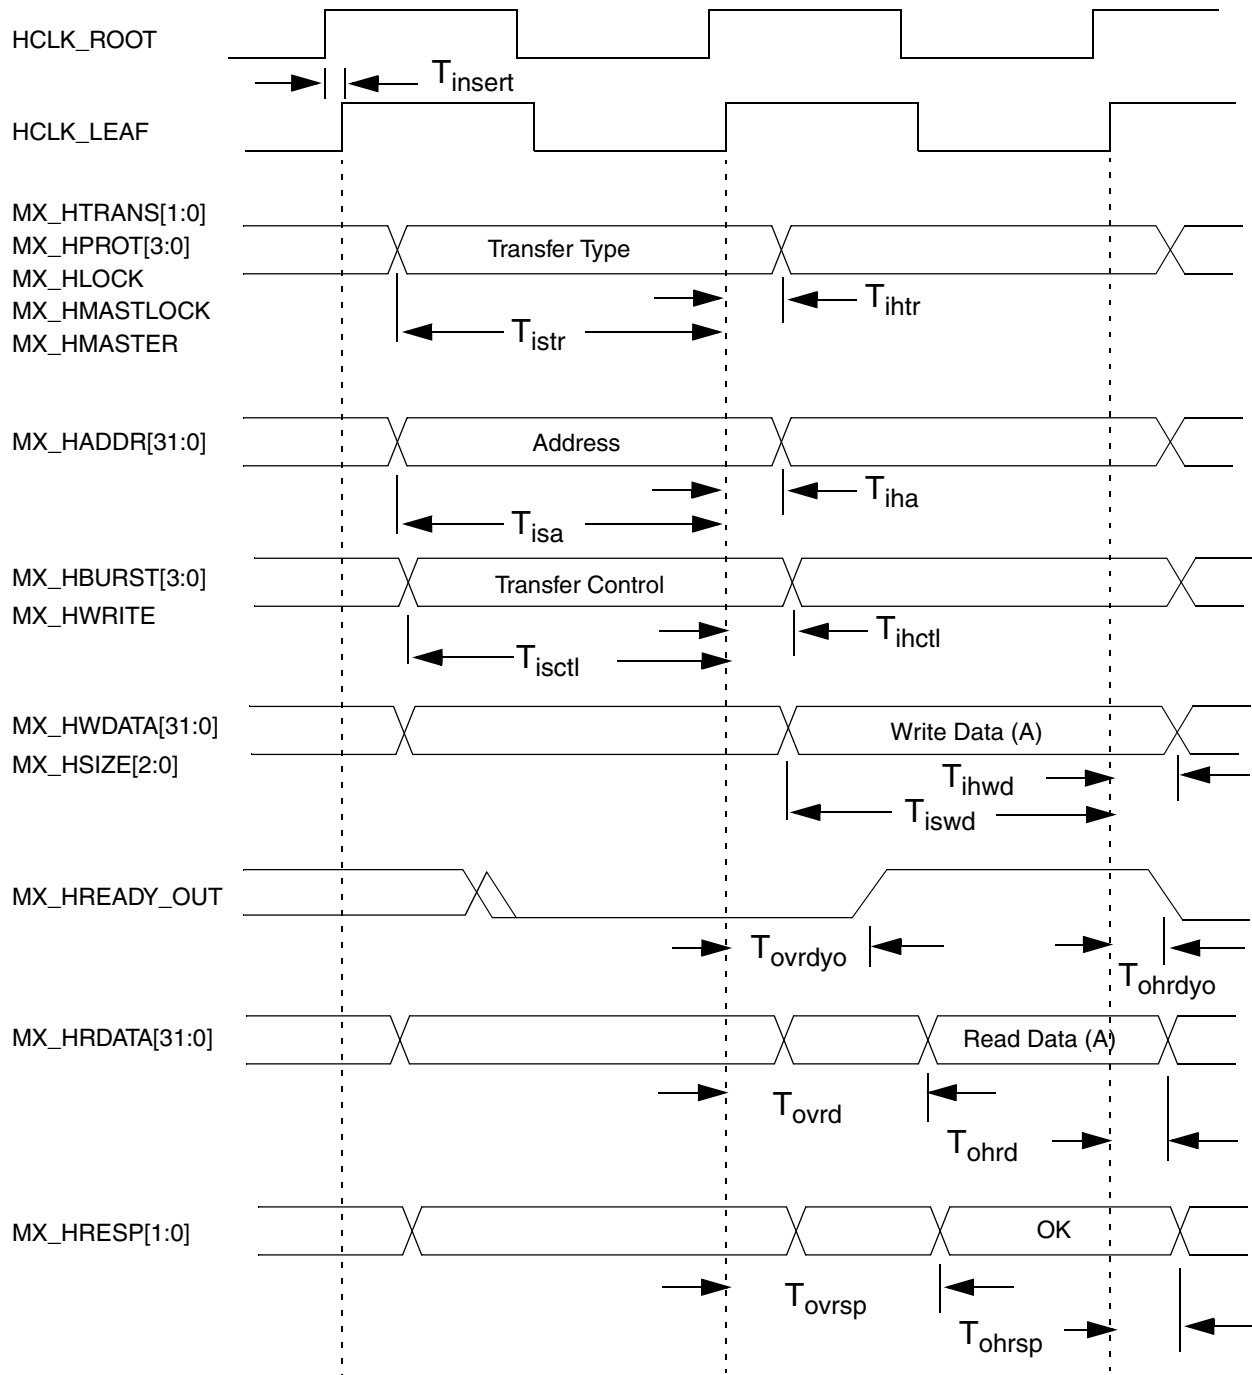 HCLK_ROOT
Tinsert
HCLK_LEAF
MX_HTRANS[1:0]
MX_HPROT[3:0]
Transfer Type
MX_HLOCK
Tihtr
MX_HMASTLOCK
Tistr
MX_HMASTER
MX_HADDR[31:0]
Address
Tiha
Tisa
MX_HBURST[3:0]
Transfer Control
MX_HWRITE
Tihctl
Tisctl
MX_HWDATA[31:0]
Write Data (A)
MX_HSIZE[2:0]
Tihwd
Tiswd
MX_HREADY_OUT
Tovrdyo
Tohrdyo
MX_HRDATA[31:0]
Read Data (A)
Tovrd
Tohrd
MX_HRESP[1:0]
OK
Tovrsp
Tohrsp